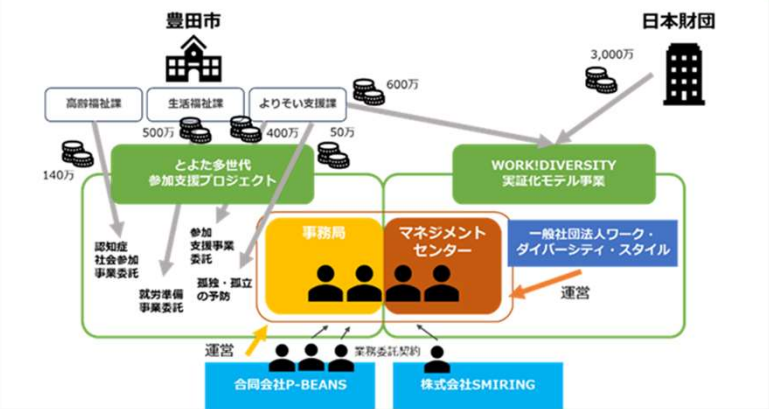 豊田市
日本財団
3,000万
600万
高齢福祉課
生活福祉課
よりそい支援課
500万
400万
50万
140万
とよた多世代
参加支援プロジェクト
WORK!DIVERSITY
実証化モデル事業
認知症
社会参加
事業委託
参加
支援事業
委託
就労準備
事業委託
孤独・孤立
の予防
事務局
マネジメント
センター
一般社団法人ワーク・
ダイバーシティ・スタイル
運営
運営
業務委託契約
合同会社P-BEANS
株式会社SMIRING